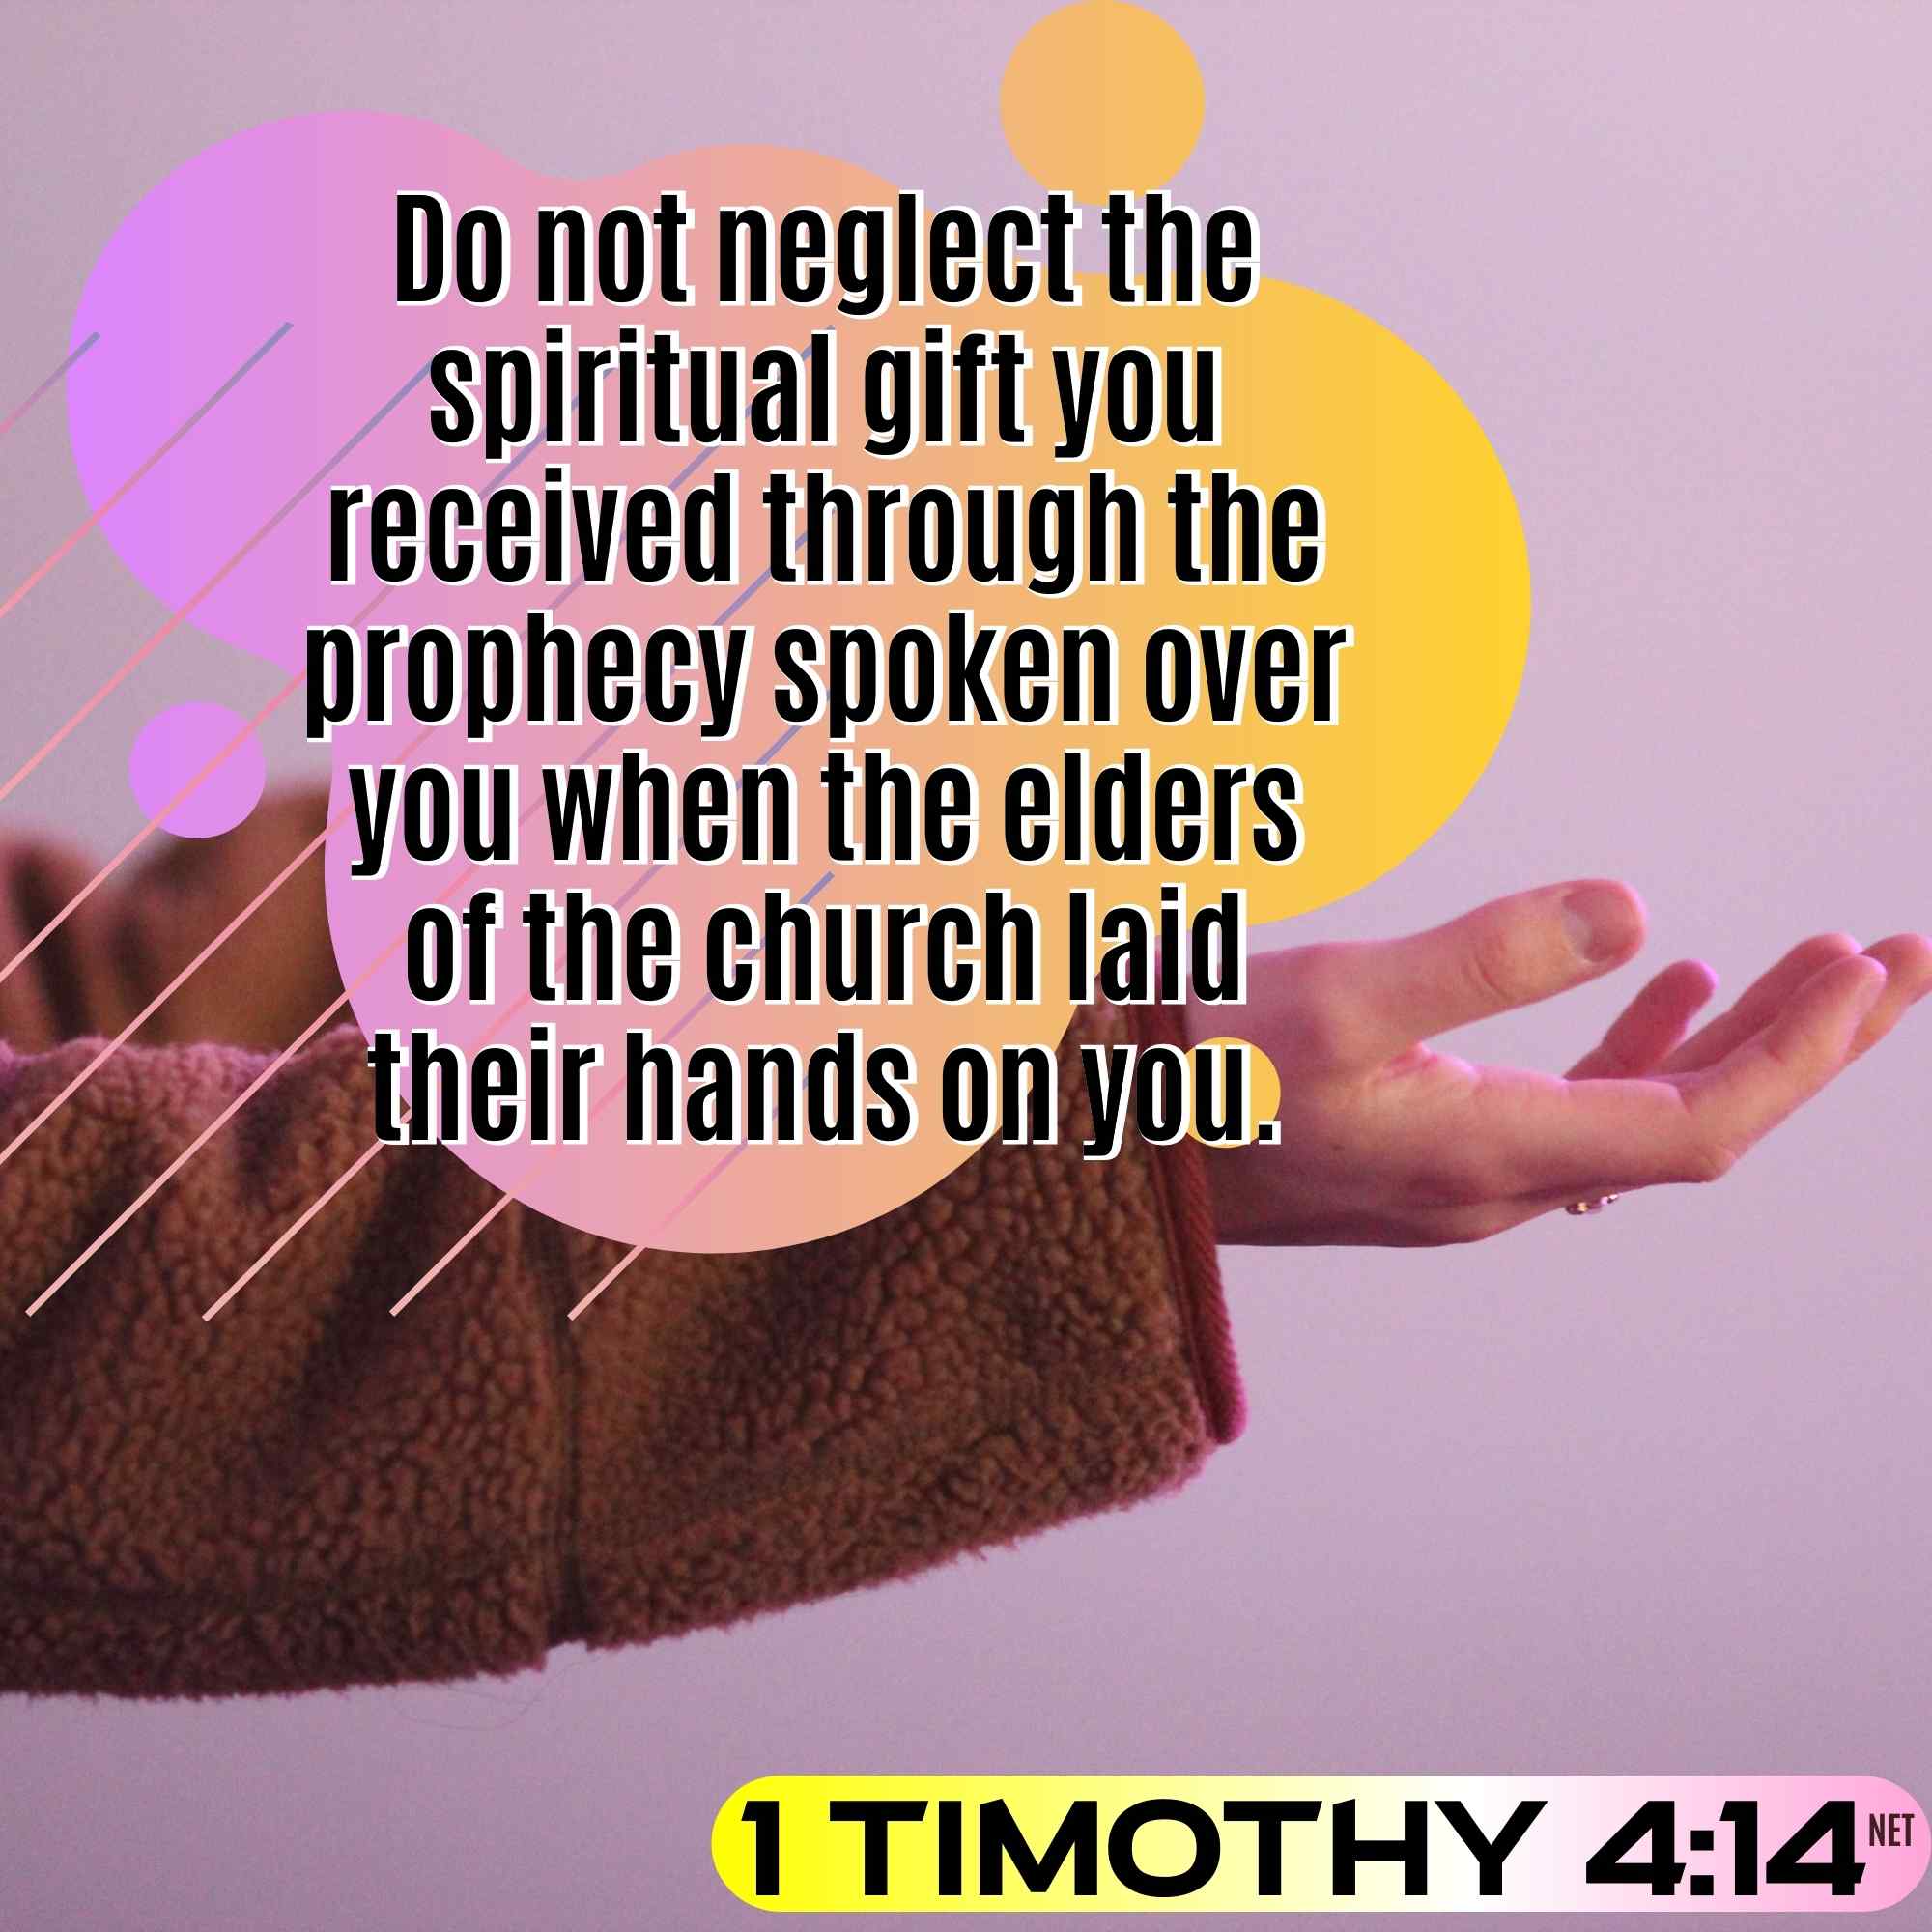 Do not neglect the
spiritual gift you
received through the
prophecy spoken over
you when the elders
of the church laid
their hands on you.
1 TIMOTHY 4:14 NET